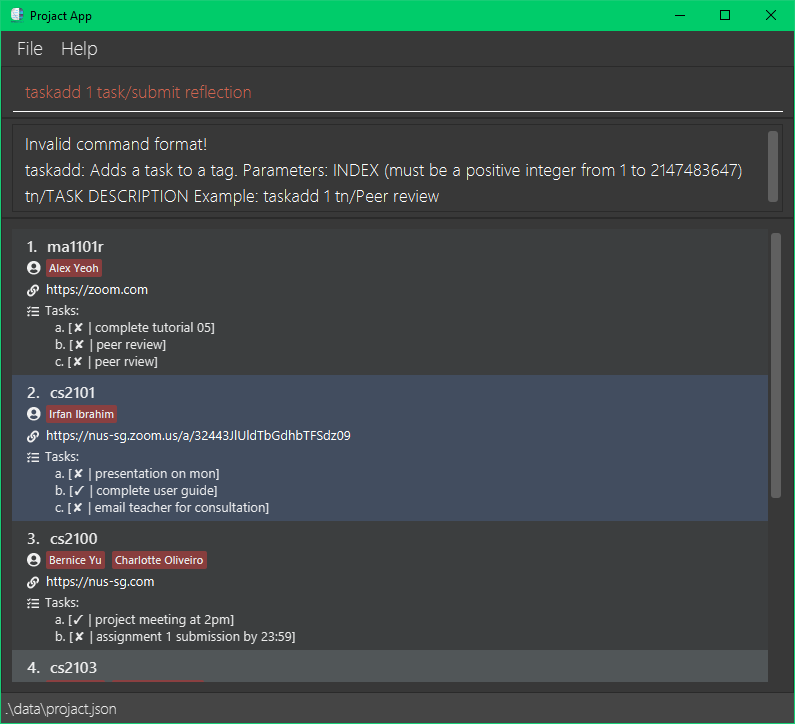 Project App
File Help
taskadd 1 task/submit reflection
Invalid command format!
taskadd: Adds a task to a tag. Parameters: INDEX (must be a positive integer from 1 to 2147483647)
tn/TASK DESCRIPTION Example: taskadd 1 tn/Peer review
1. ma1101r
Alex Yeoh
https://zoom.com
Tasks:
a. [✘ | complete tutorial 05]
b. [✘ | peer review]
c. [✘ | peer rview]
2. cs2101
Irfan Ibrahim
https://nus-sg.zoom.us/a/32443JlUldTbGdhbTFSdz09
Tasks:
a. [✘ | presentation on mon]
b. [✓ | complete user guide]
c. [✘ | email teacher for consultation]
3. cs2100
Bernice Yu Charlotte Oliveiro
https://nus-sg.com
Tasks:
a. [✓ | project meeting at 2pm]
b. [✘ | assignment 1 submission by 23:59]
4. cs2103
.\data\projact.json